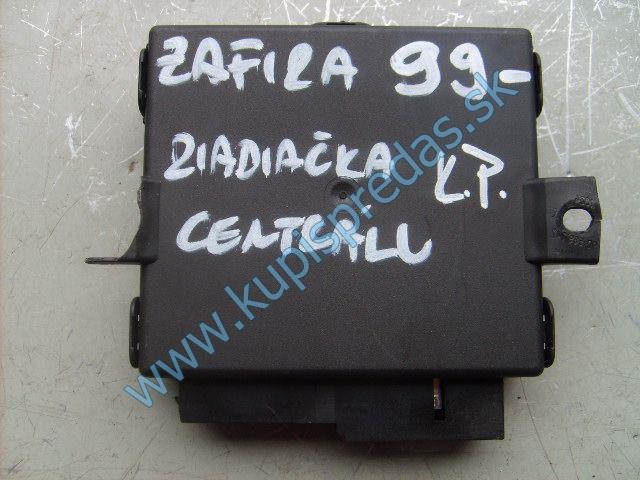 ZAFIRA 99-
RIADIAČKA K.P.
CENTRÁLU
www.kupispredas.sk